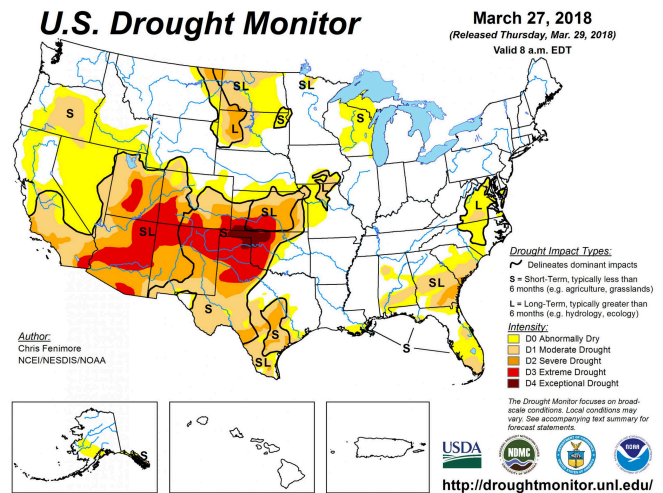 U.S. Drought Monitor
March 27, 2018
(Released Thursday, Mar. 29, 2018)
Valid 8 a.m. EDT
SL
SL
S
S
L
S
L
SL
L
SL
S
SL
S
S
SL
S
S
Drought Impact Types:
Delineates dominant impacts
S = Short-Term, typically less than
6 months (e.g. agriculture, grasslands)
L = Long-Term, typically greater than
6 months (e.g. hydrology, ecology)
Intensity:
D0 Abnormally Dry
D1 Moderate Drought
D2 Severe Drought
D3 Extreme Drought
D4 Exceptional Drought
Author:
Chris Fenimore
NCEI/NESDIS/NOAA
The Drought Monitor focuses on broad-
scale conditions. Local conditions may
vary. See accompanying text summary for
forecast statements.
S
USDA
NDMC
NOAA
http://droughtmonitor.unl.edu/